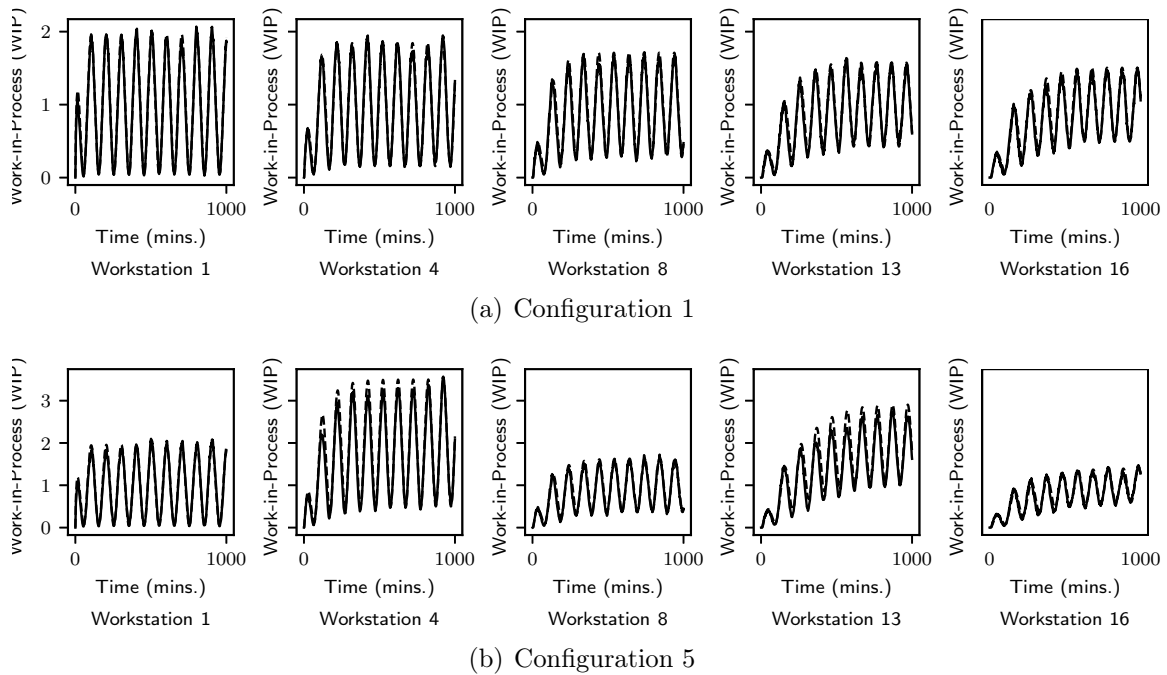 Work-in-Process (WIP) Work-in-Process (WIP) Work-in-Process (WIP) Work-in-Process (WIP) Work-in-Process (WIP)
2
1
0
0 1000 0 1000 0 1000 0 1000 0 1000
Time (mins.) Time (mins.) Time (mins.) Time (mins.) Time (mins.)
Workstation 1 Workstation 4 Workstation 8 Workstation 13 Workstation 16
(a) Configuration 1
Work-in-Process (WIP) Work-in-Process (WIP) Work-in-Process (WIP) Work-in-Process (WIP) Work-in-Process (WIP)
3
2
1
0
0 1000 0 1000 0 1000 0 1000 0 1000
Time (mins.) Time (mins.) Time (mins.) Time (mins.) Time (mins.)
Workstation 1 Workstation 4 Workstation 8 Workstation 13 Workstation 16
(b) Configuration 5